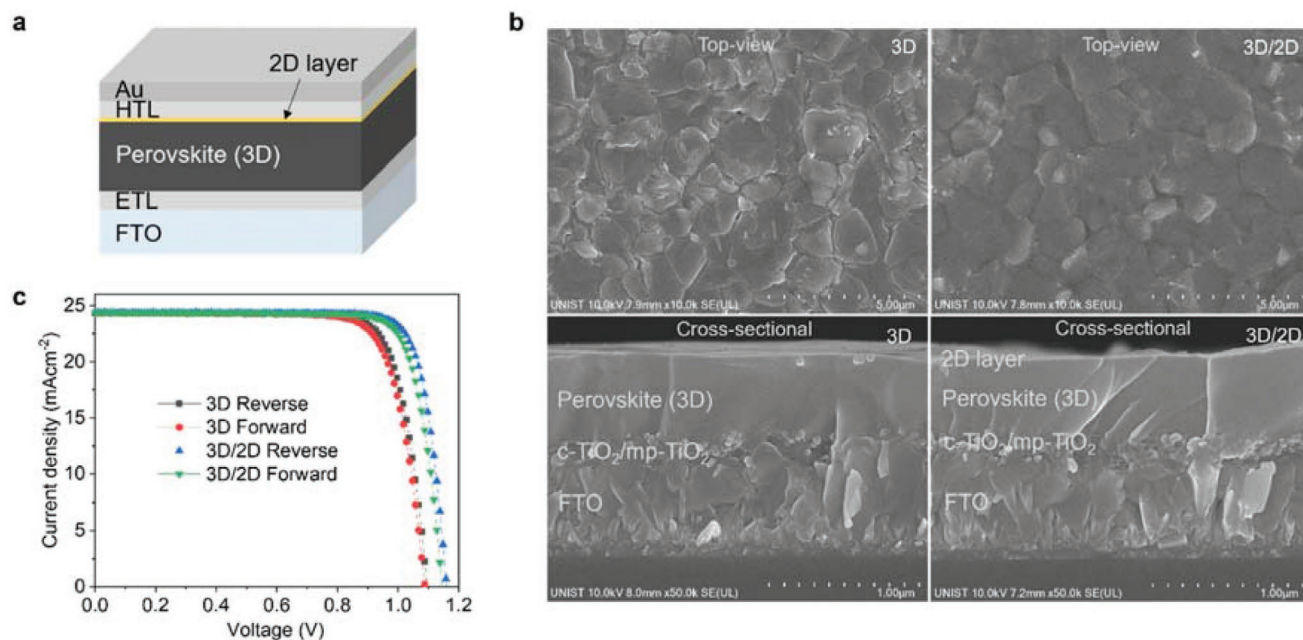 a
2D layer
Au
HTL
Perovskite (3D)
ETL
FTO
b
Top-view
3D
UNIST 10.0kV 7.9mm x10.0k SE(UL)
5.00μm
Top-view
3D/2D
UNIST 10.0kV 7.8mm x10.0k SE(UL)
5.00μm
Cross-sectional
3D
Perovskite (3D)
c-TiO₂/mp-TiO₂
FTO
UNIST 10.0kV 8.0mm x50.0k SE(UL)
1.00μm
Cross-sectional
3D/2D
2D layer
Perovskite (3D)
c-TiO₂/mp-TiO₂
FTO
UNIST 10.0kV 7.2mm x50.0k SE(UL)
1.00μm
c
Current density (mAcm⁻²)
25
20
15
10
5
0
3D Reverse
3D Forward
3D/2D Reverse
3D/2D Forward
0.0 0.2 0.4 0.6 0.8 1.0 1.2
Voltage (V)